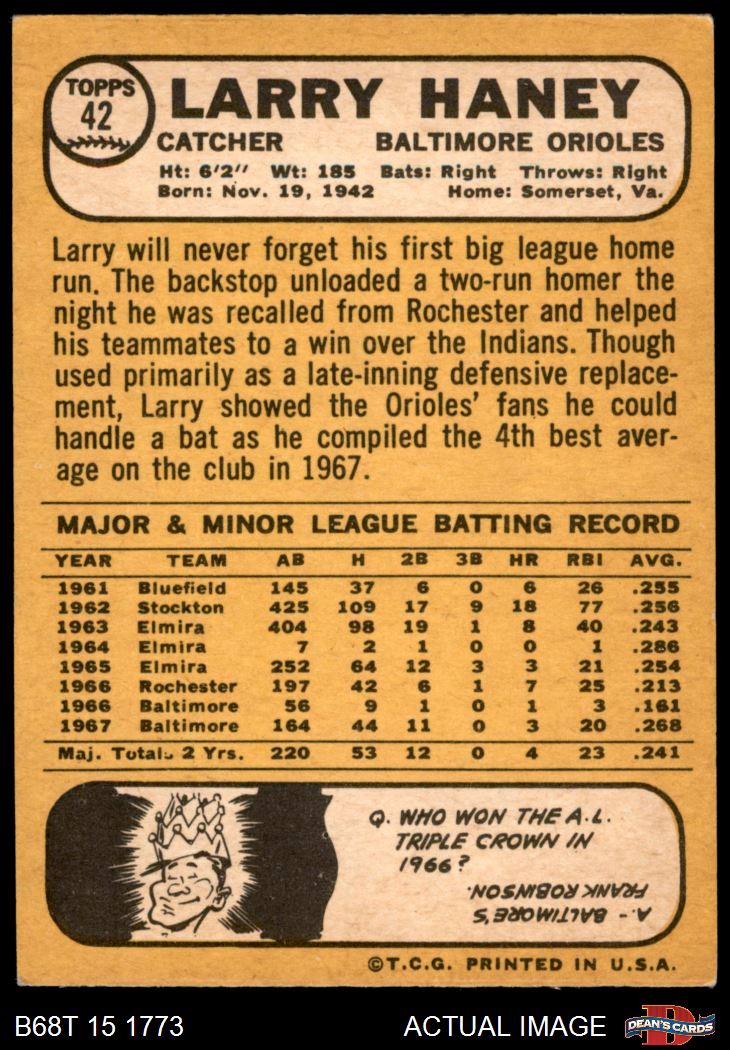 TOPPS
42
LARRY HANEY
CATCHER BALTIMORE ORIOLES
Ht: 6'2" Wt: 185 Bats: Right Throws: Right
Born: Nov. 19, 1942 Home: Somerset, Va.
Larry will never forget his first big league home
run. The backstop unloaded a two-run homer the
night he was recalled from Rochester and helped
his teammates to a win over the Indians. Though
used primarily as a late-inning defensive replace-
ment, Larry showed the Orioles' fans he could
handle a bat as he compiled the 4th best aver-
age on the club in 1967.
MAJOR & MINOR LEAGUE BATTING RECORD
YEAR TEAM AB H 2B 3B HR RBI AVG.
1961 Bluefield 145 37 6 0 6 26 .255
1962 Stockton 425 109 17 9 18 77 .256
1963 Elmira 404 98 19 1 8 40 .243
1964 Elmira 7 2 1 0 0 1 .286
1965 Elmira 252 64 12 3 3 21 .254
1966 Rochester 197 42 6 1 7 25 .213
1966 Baltimore 56 9 1 0 1 3 .161
1967 Baltimore 164 44 11 0 3 20 .268
Maj. Totals 2 Yrs. 220 53 12 0 4 23 .241
Q. WHO WON THE A.L.
TRIPLE CROWN IN
1966?
A.- BALTIMORE'S
FRANK ROBINSON.
©T.C.G. PRINTED IN U.S.A.
B68T 15 1773 ACTUAL IMAGE
D
DEAN'S CARDS